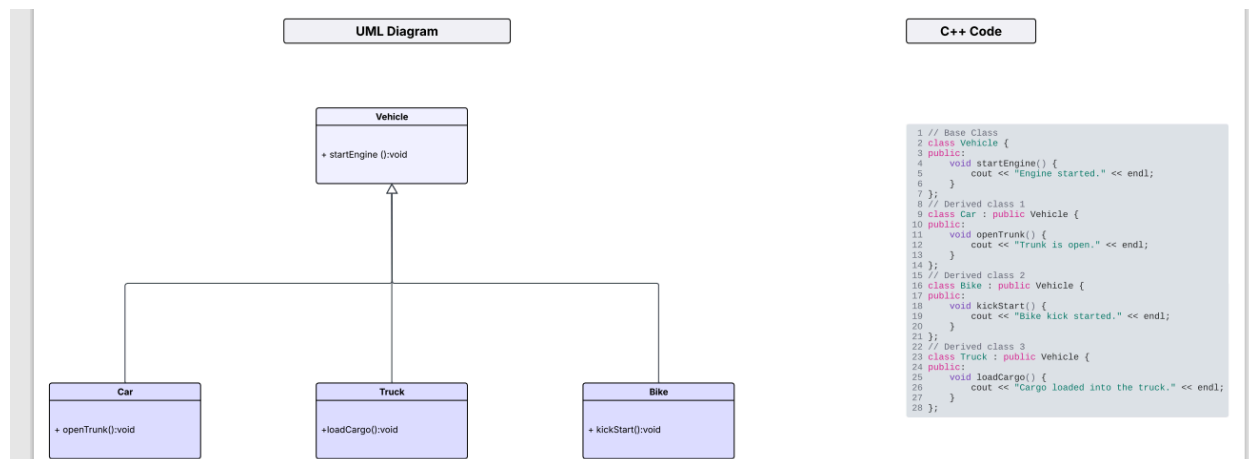 UML Diagram
C++ Code
Vehicle
+ startEngine ():void
Car
+ openTrunk():void
Truck
+loadCargo():void
Bike
+ kickStart():void
1 // Base Class
2 class Vehicle {
3 public:
4     void startEngine() {
5         cout << "Engine started." << endl;
6     }
7 };
8 // Derived class 1
9 class Car : public Vehicle {
10 public:
11     void openTrunk() {
12         cout << "Trunk is open." << endl;
13     }
14 };
15 // Derived class 2
16 class Bike : public Vehicle {
17 public:
18     void kickStart() {
19         cout << "Bike kick started." << endl;
20     }
21 };
22 // Derived class 3
23 class Truck : public Vehicle {
24 public:
25     void loadCargo() {
26         cout << "Cargo loaded into the truck." << endl;
27     }
28 };